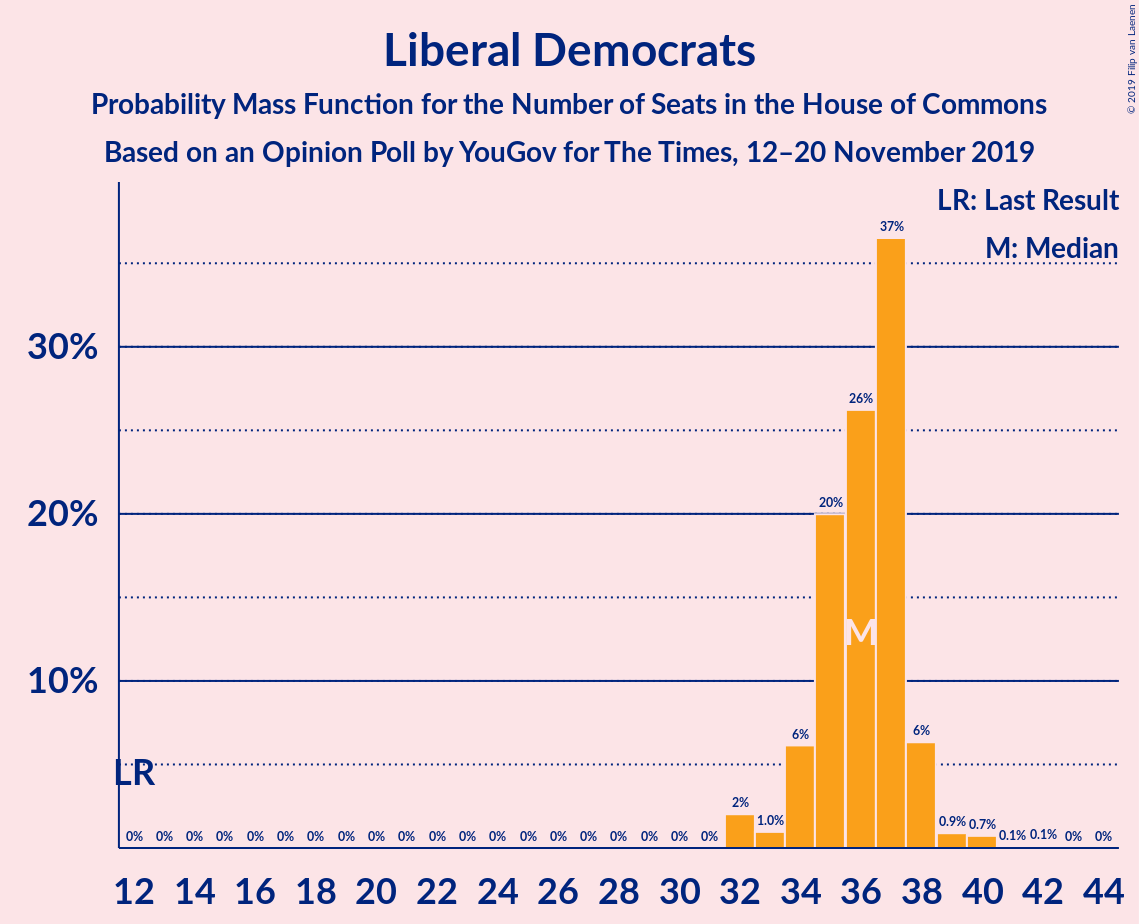 Liberal Democrats
Probability Mass Function for the Number of Seats in the House of Commons
Based on an Opinion Poll by YouGov for The Times, 12–20 November 2019
© 2019 Filip van Laenen
LR: Last Result
M: Median
37%
30%
26%
20%
20%
M
10%
6%
6%
LR
2%
1.0%
0.9%
0.7%
0% 0% 0% 0% 0% 0% 0% 0% 0% 0% 0% 0% 0% 0% 0% 0% 0% 0% 0% 0% 0.1% 0.1% 0% 0%
12 14 16 18 20 22 24 26 28 30 32 34 36 38 40 42 44